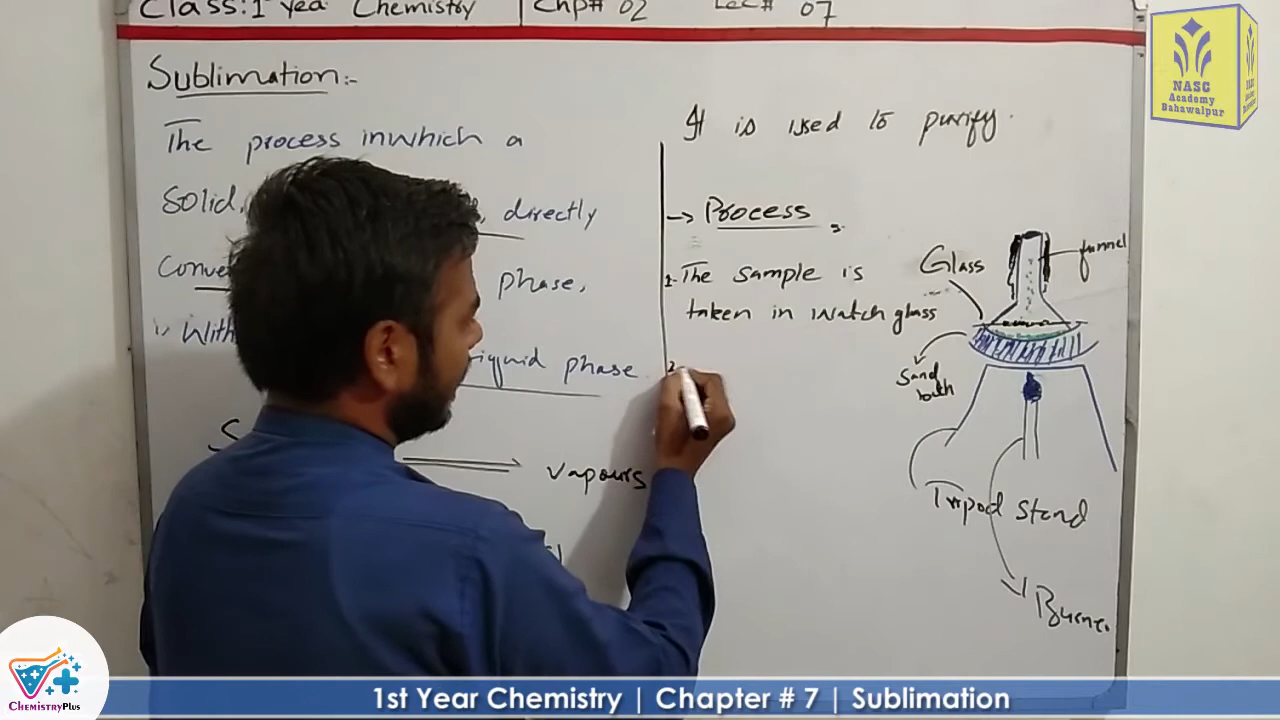 Class: 1st Year Chemistry | Chp# 02 Lec# 07
Sublimation:-
The process inwhich a
Solid, directly
Conve phase,
With
liquid phase
S vapours
It is used to purify.
→ Process
1- The sample is
taken in watch glass
2
Glass
funnel
Sand
bath
Tripod Stand
Burner
NASC
Academy
Bahawalpur
ChemistryPlus
1st Year Chemistry | Chapter # 7 | Sublimation